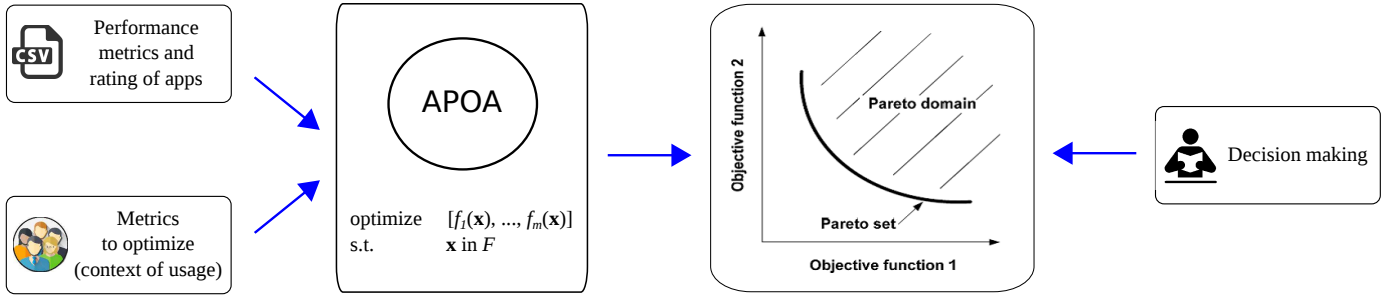 CSV
Performance
metrics and
rating of apps
Metrics
to optimize
(context of usage)
APOA
optimize [f1(x), ..., fm(x)]
s.t. x in F
Objective function 2
Pareto domain
Pareto set
Objective function 1
Decision making